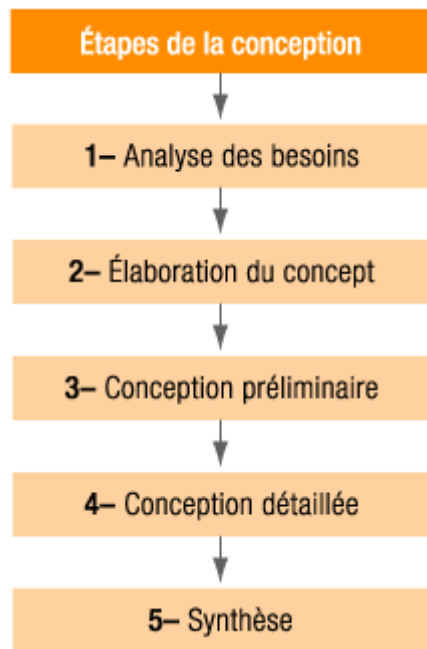 Étapes de la conception
1– Analyse des besoins
2– Élaboration du concept
3– Conception préliminaire
4– Conception détaillée
5– Synthèse